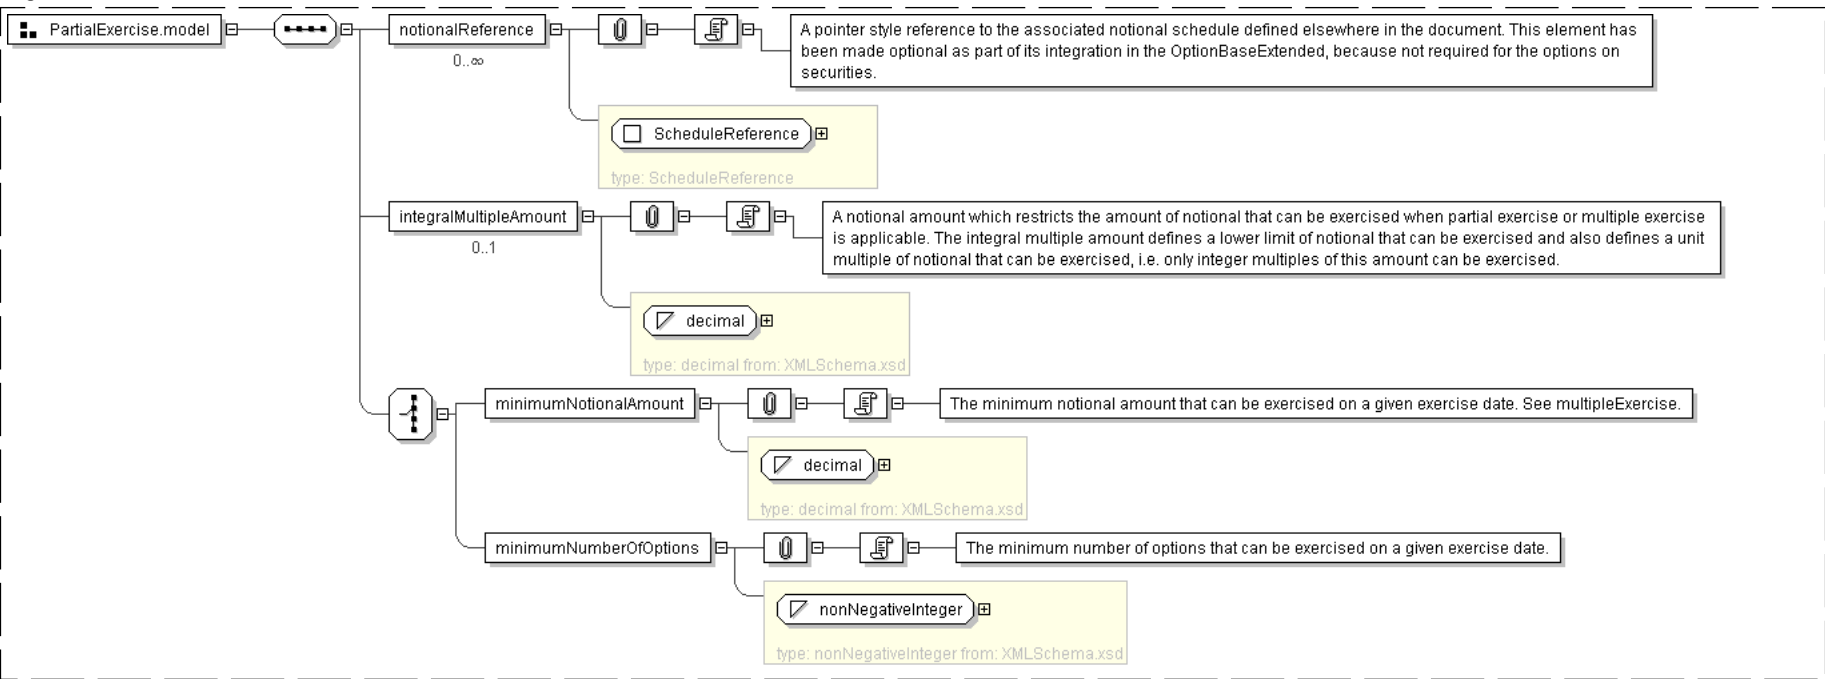 PartialExercise.model
notionalReference
0..∞
A pointer style reference to the associated notional schedule defined elsewhere in the document. This element has
been made optional as part of its integration in the OptionBaseExtended, because not required for the options on
securities.
ScheduleReference
type: ScheduleReference
integralMultipleAmount
0..1
A notional amount which restricts the amount of notional that can be exercised when partial exercise or multiple exercise
is applicable. The integral multiple amount defines a lower limit of notional that can be exercised and also defines a unit
multiple of notional that can be exercised, i.e. only integer multiples of this amount can be exercised.
decimal
type: decimal from: XMLSchema.xsd
minimumNotionalAmount
The minimum notional amount that can be exercised on a given exercise date. See multipleExercise.
decimal
type: decimal from: XMLSchema.xsd
minimumNumberOfOptions
The minimum number of options that can be exercised on a given exercise date.
nonNegativeInteger
type: nonNegativeInteger from: XMLSchema.xsd